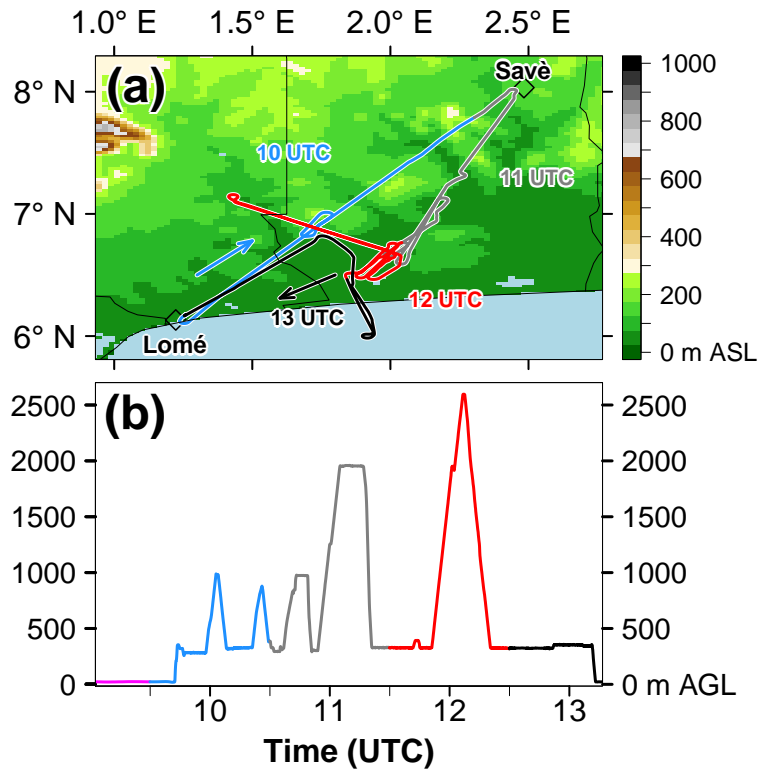 1.0° E 1.5° E 2.0° E 2.5° E
(a)
Savè
8° N
7° N
6° N
10 UTC
11 UTC
12 UTC
13 UTC
Lomé
1000
800
600
400
200
0 m ASL
(b)
2500 2500
2000 2000
1500 1500
1000 1000
500 500
0 0 m AGL
10 11 12 13
Time (UTC)